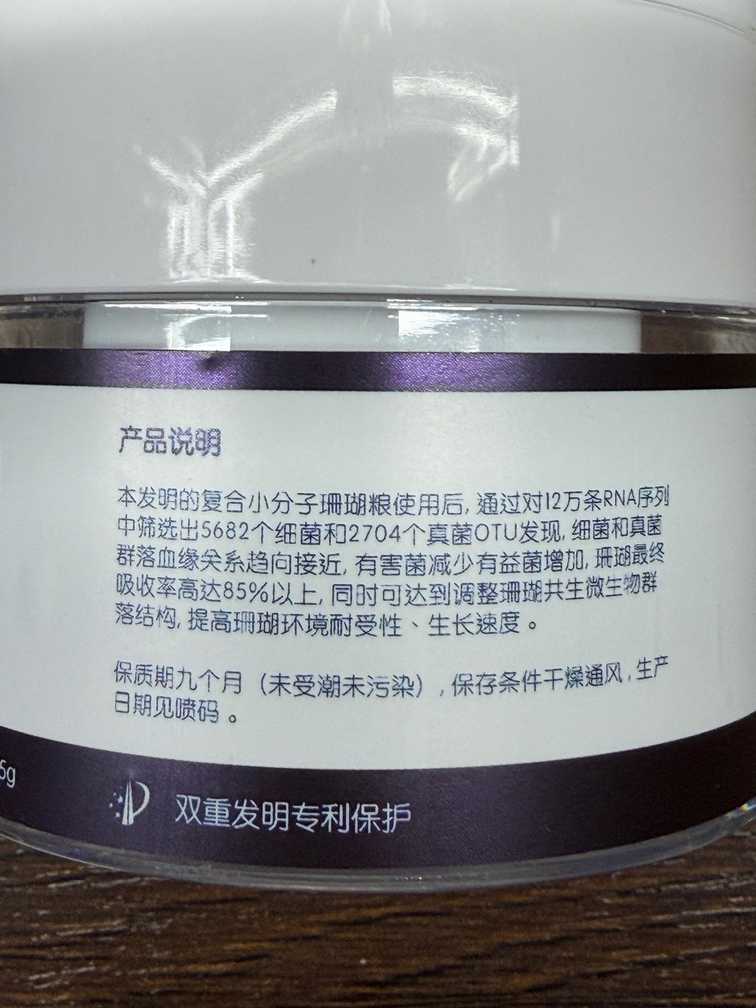 产品说明
本发明的复合小分子珊瑚粮使用后, 通过对12万条RNA序列
中筛选出5682个细菌和2704个真菌OTU发现, 细菌和真菌
群落血缘关系趋向接近, 有害菌减少有益菌增加, 珊瑚最终
吸收率高达85%以上, 同时可达到调整珊瑚共生微生物群
落结构, 提高珊瑚环境耐受性、生长速度。
保质期九个月（未受潮未污染）, 保存条件干燥通风, 生产
日期见喷码。
5g
双重发明专利保护